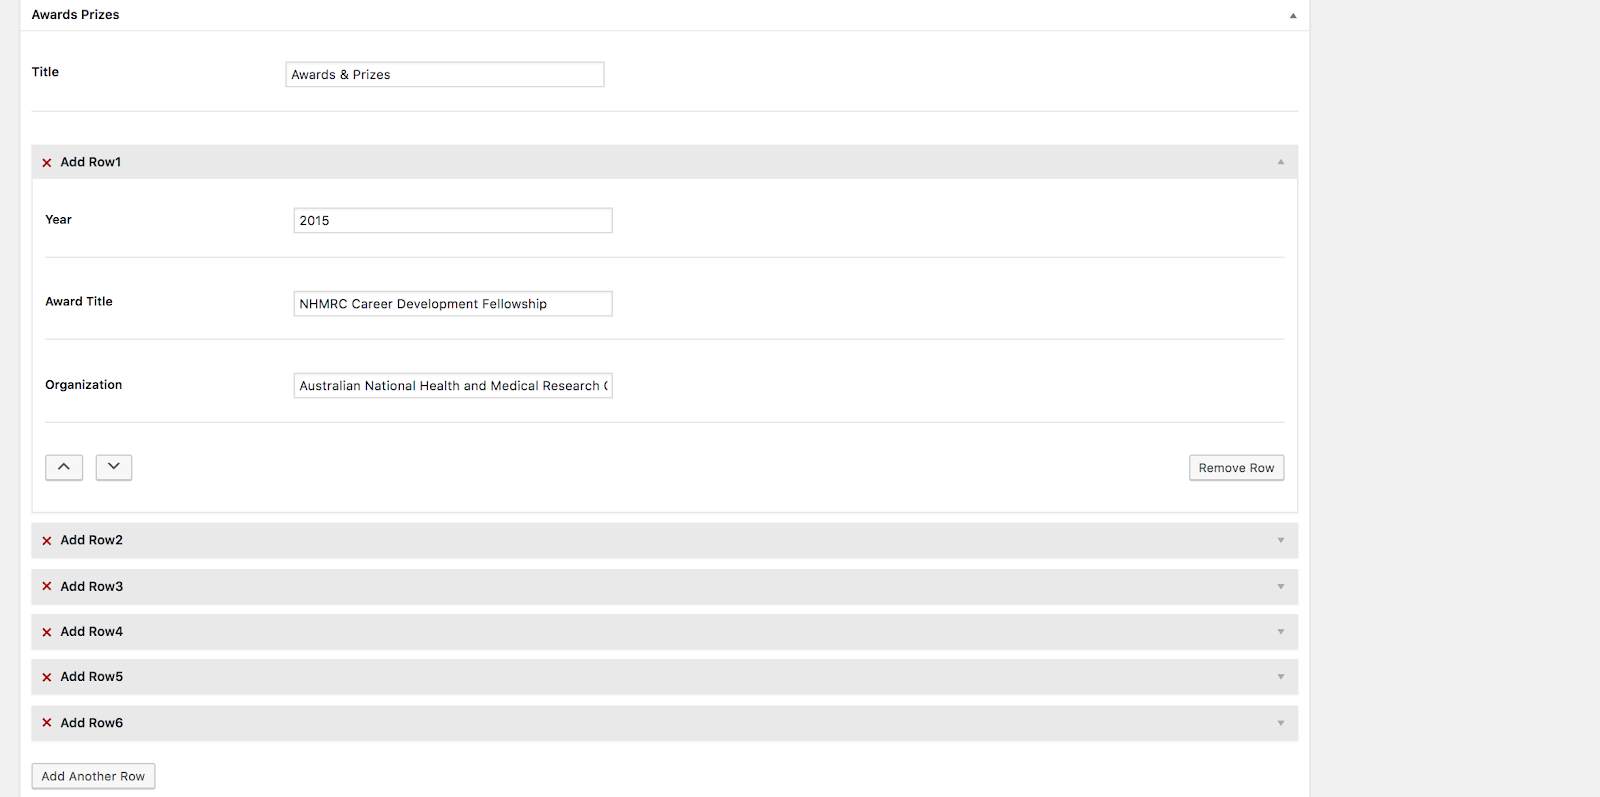 Awards Prizes
Title
Awards & Prizes
Add Row1
Year
2015
Award Title
NHMRC Career Development Fellowship
Organization
Australian National Health and Medical Research
Remove Row
Add Row2
Add Row3
Add Row4
Add Row5
Add Row6
Add Another Row